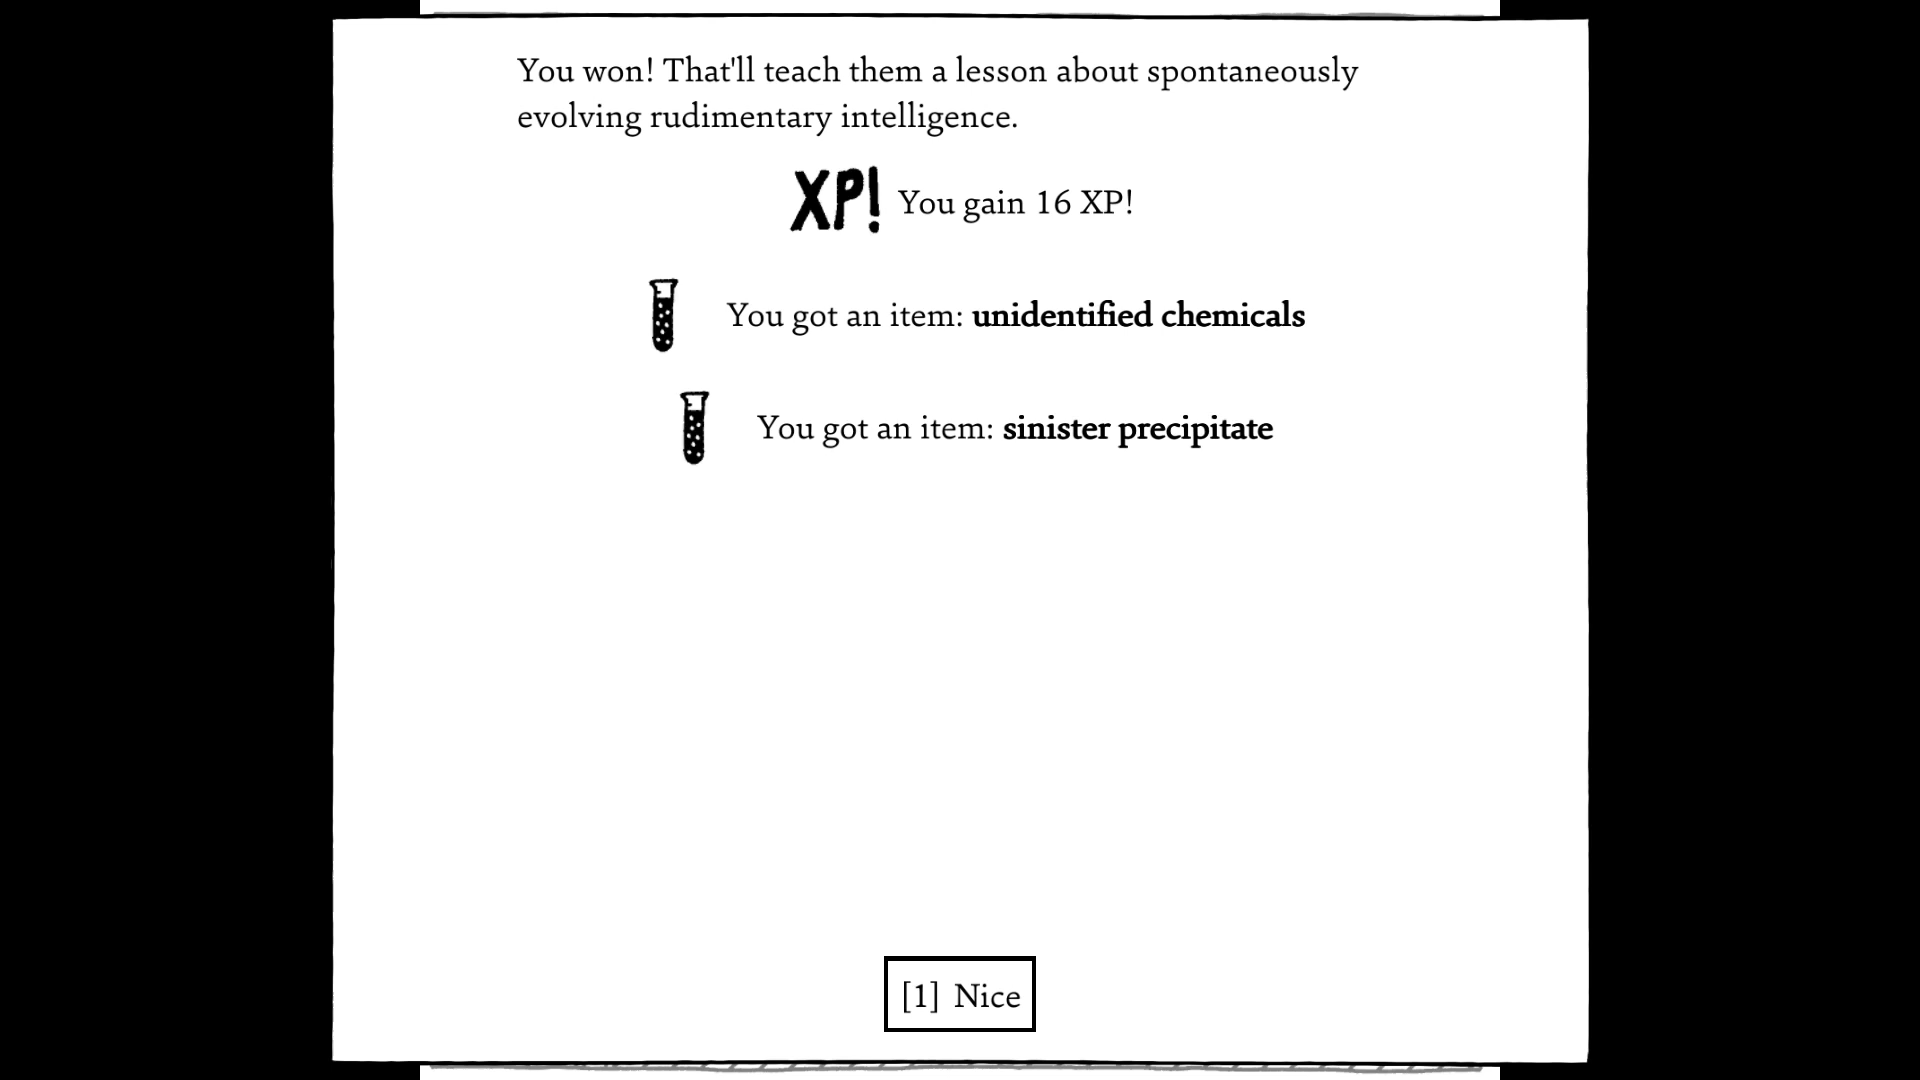 You won! That'll teach them a lesson about spontaneously
evolving rudimentary intelligence.
XP! You gain 16 XP!
You got an item: unidentified chemicals
You got an item: sinister precipitate
[1] Nice